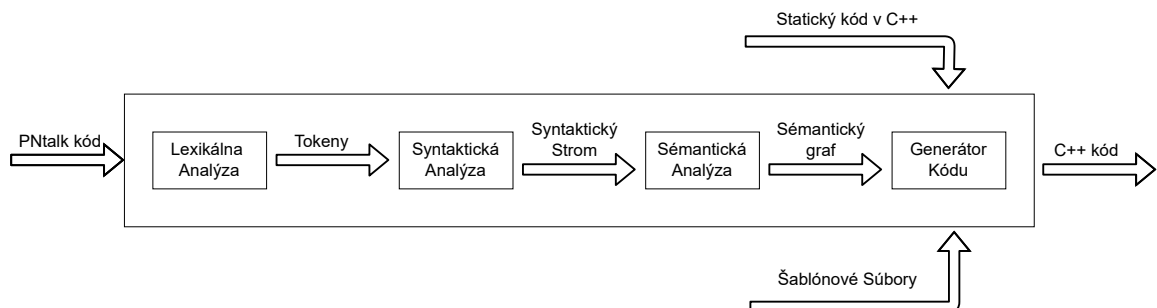 Statický kód v C++
PNtalk kód
Lexikálna
Analýza
Tokeny
Syntaktická
Analýza
Syntaktický
Strom
Sémantická
Analýza
Sémantický
graf
Generátor
Kódu
C++ kód
Šablónové Súbory